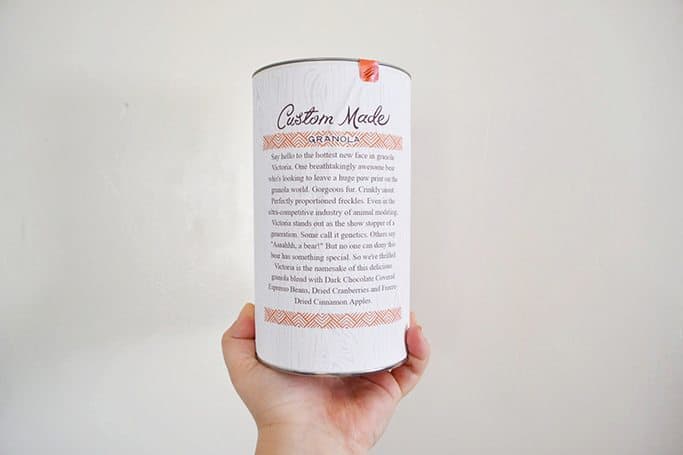 Custom Made
GRANOLA
Say hello to the hottest new face in granola
Victoria. One breathtakingly awesome bear
who's looking to leave a huge paw print on the
granola world. Gorgeous fur. Crinkly snout.
Perfectly proportioned freckles. Even in the
ultra-competitive industry of animal modeling,
Victoria stands out as the show stopper of a
generation. Some call it genetics. Others say
"Aaaahhh, a bear!" But no one can deny this
bear has something special. So we're thrilled
Victoria is the namesake of this delicious
granola blend with Dark Chocolate Covered
Espresso Beans, Dried Cranberries and Freeze-
Dried Cinnamon Apples.